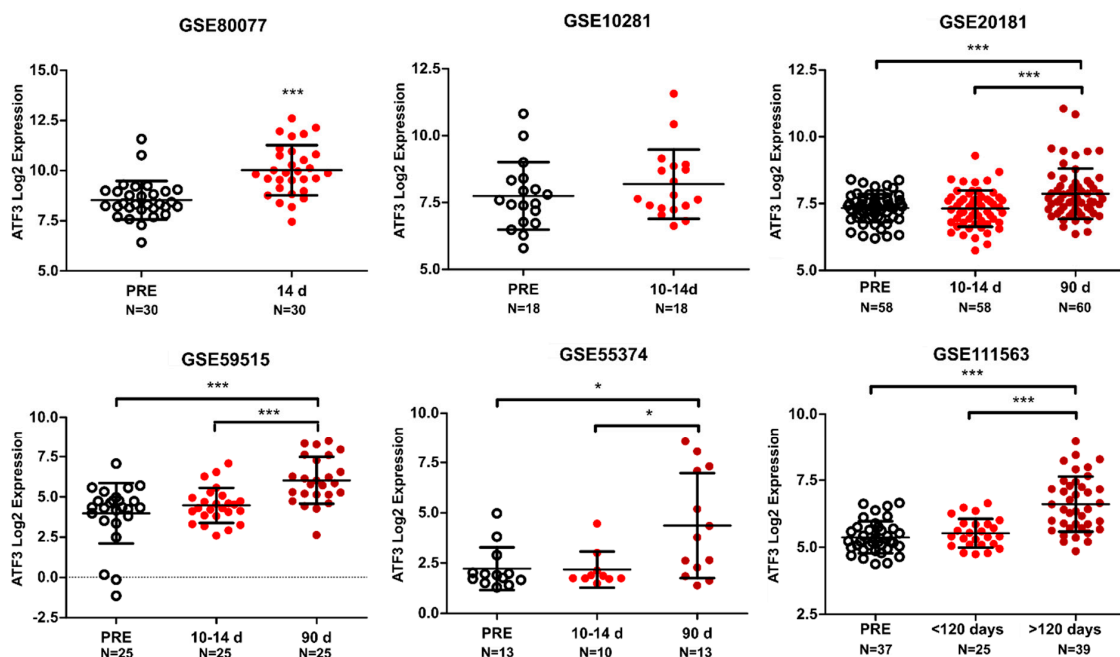 GSE80077
ATF3 Log2 Expression
15.0
12.5
10.0
7.5
5.0
***
PRE
14 d
N=30
N=30
GSE10281
ATF3 Log2 Expression
12.5
10.0
7.5
5.0
PRE
10-14d
N=18
N=18
GSE20181
ATF3 Log2 Expression
12.5
10.0
7.5
5.0
***
***
PRE
10-14 d
90 d
N=58
N=58
N=60
GSE59515
ATF3 Log2 Expression
10.0
7.5
5.0
2.5
0.0
-2.5
***
***
PRE
10-14 d
90 d
N=25
N=25
N=25
GSE55374
ATF3 Log2 Expression
10.0
7.5
5.0
2.5
0.0
*
*
PRE
10-14 d
90 d
N=13
N=10
N=13
GSE111563
ATF3 Log2 Expression
10.0
7.5
5.0
2.5
***
***
PRE
<120 days
>120 days
N=37
N=25
N=39